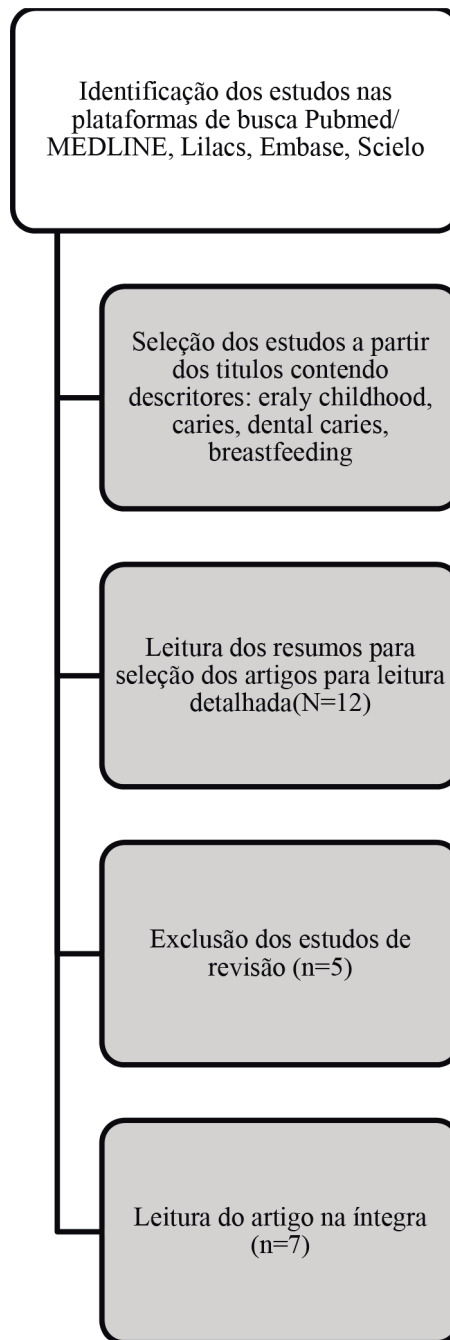 Identificação dos estudos nas
plataformas de busca Pubmed/
MEDLINE, Lilacs, Embase, Scielo
Seleção dos estudos a partir
dos titulos contendo
descritores: eraly childhood,
caries, dental caries,
breastfeeding
Leitura dos resumos para
seleção dos artigos para leitura
detalhada(N=12)
Exclusão dos estudos de
revisão (n=5)
Leitura do artigo na íntegra
(n=7)